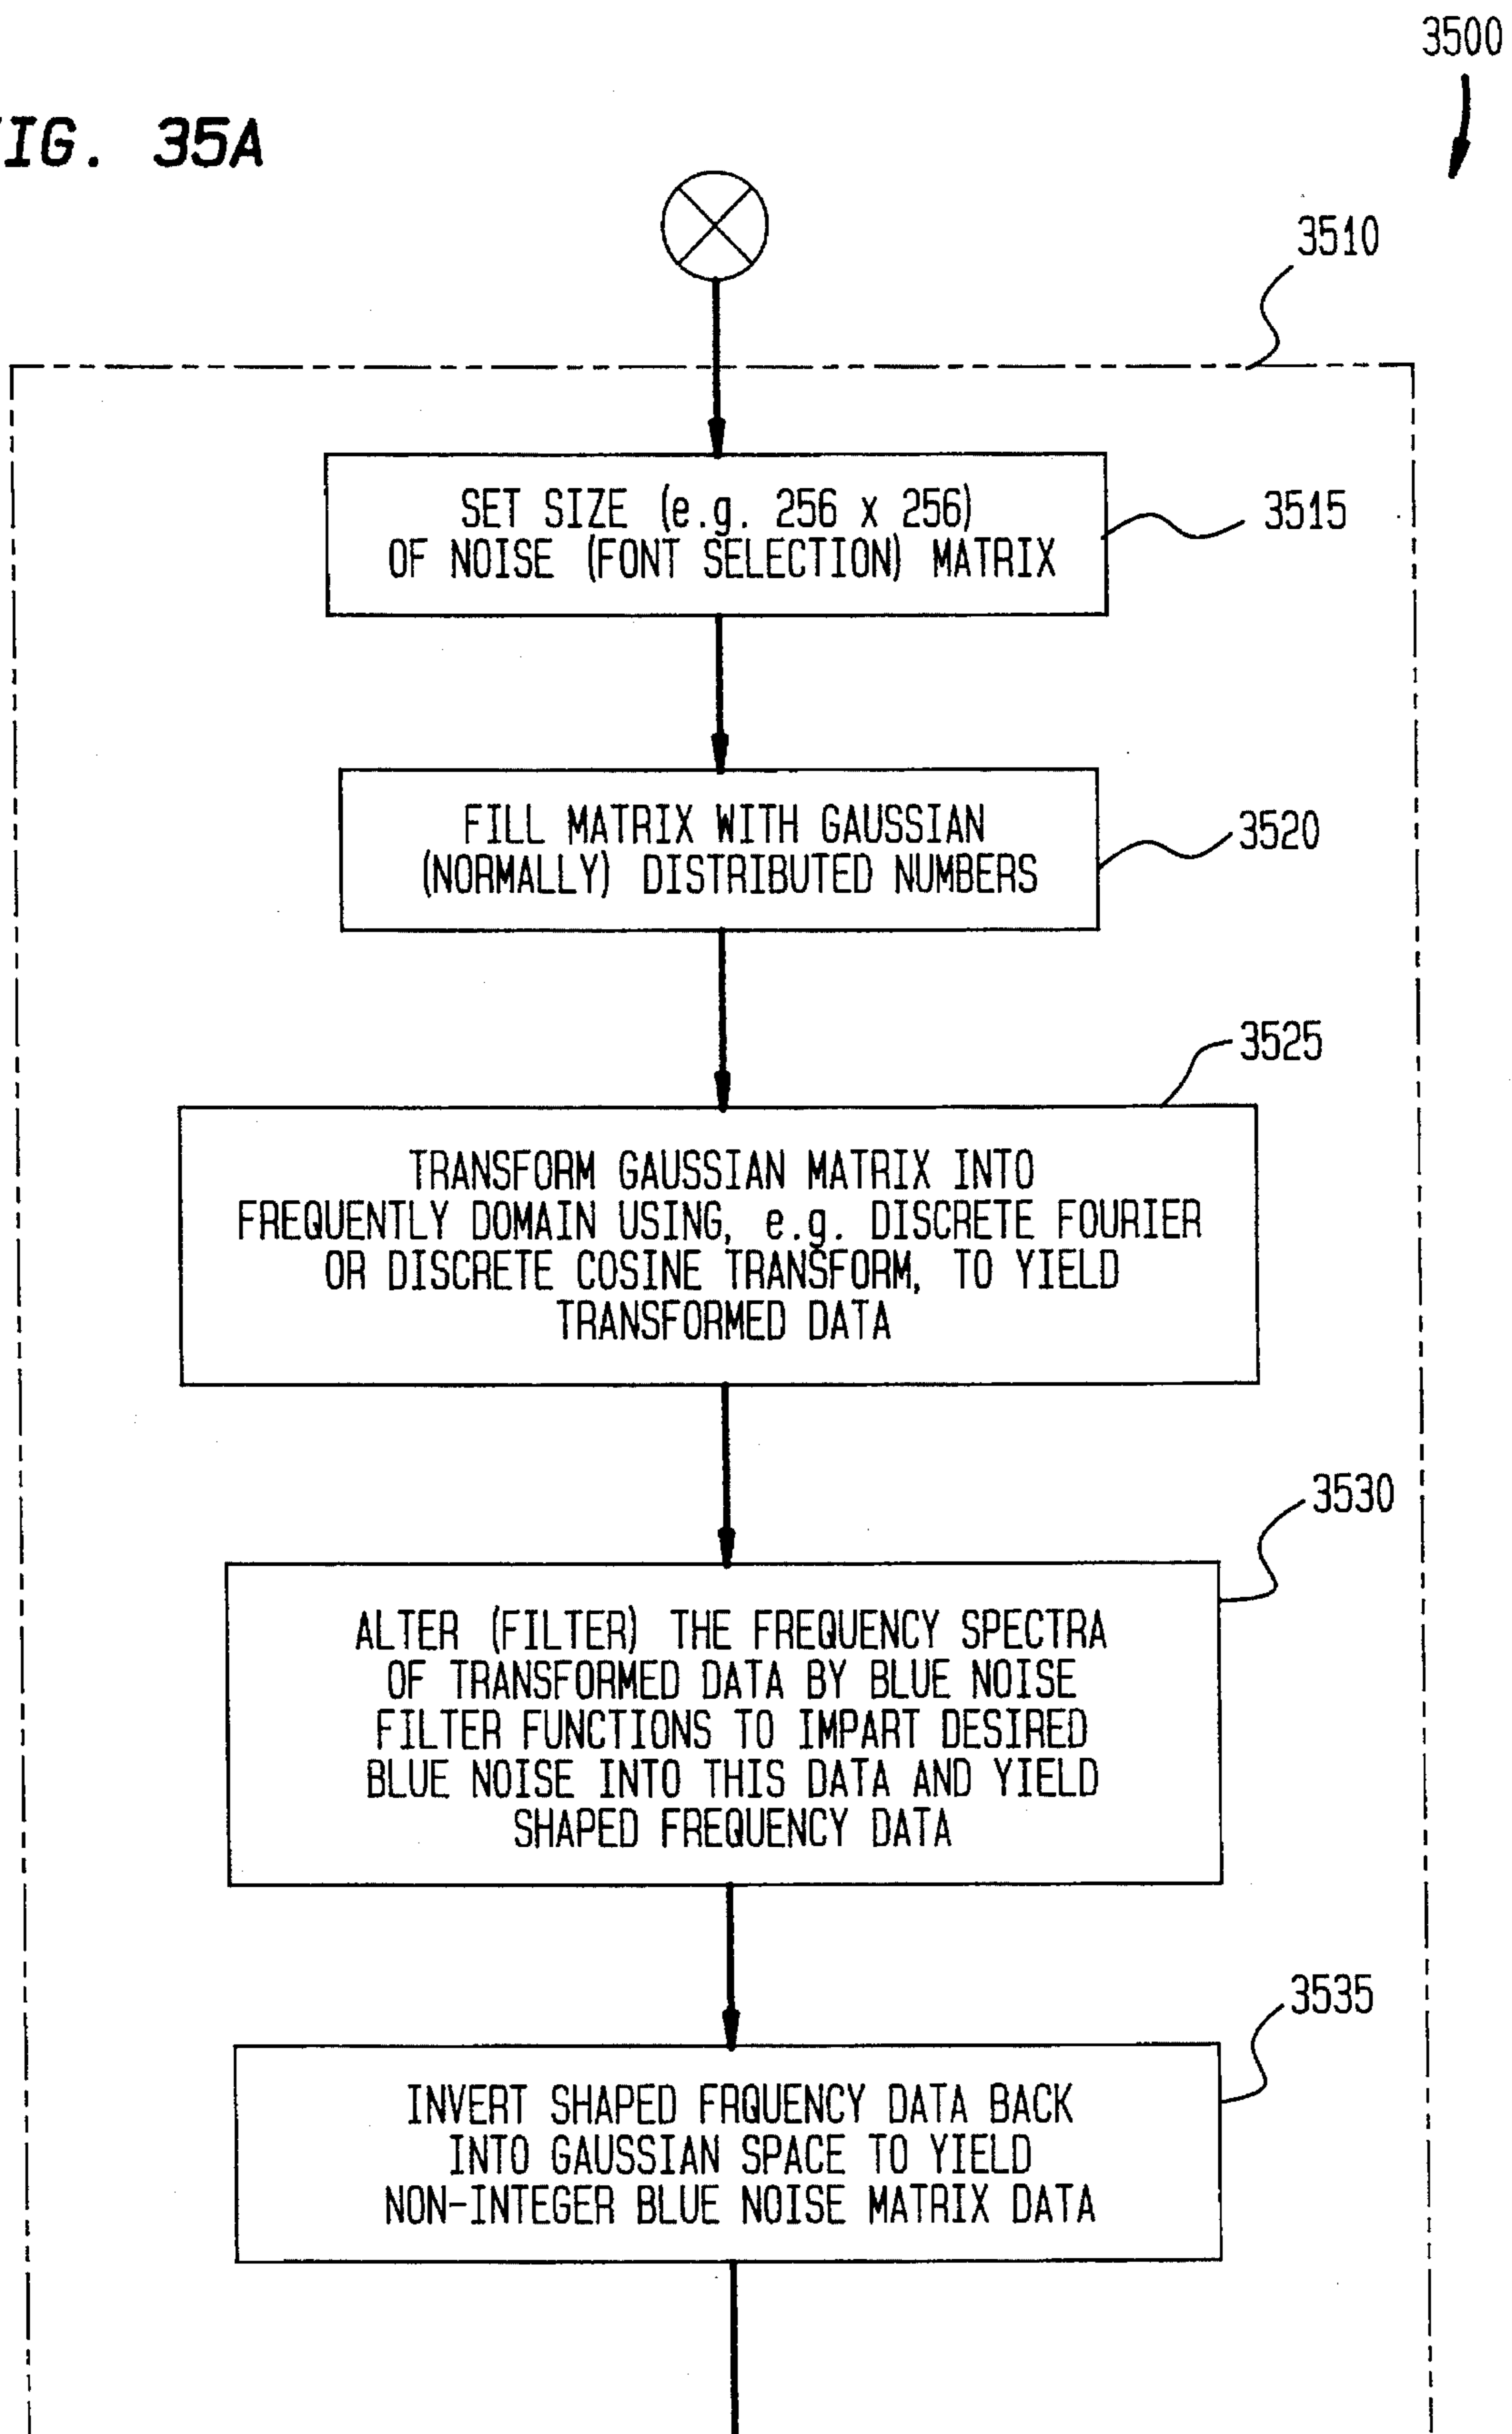 3500
IG. 35A
3510
SET SIZE (e.g. 256 x 256)
OF NOISE (FONT SELECTION) MATRIX
3515
FILL MATRIX WITH GAUSSIAN
(NORMALLY) DISTRIBUTED NUMBERS
3520
3525
TRANSFORM GAUSSIAN MATRIX INTO
FREQUENTLY DOMAIN USING, e.g. DISCRETE FOURIER
OR DISCRETE COSINE TRANSFORM, TO YIELD
TRANSFORMED DATA
3530
ALTER (FILTER) THE FREQUENCY SPECTRA
OF TRANSFORMED DATA BY BLUE NOISE
FILTER FUNCTIONS TO IMPART DESIRED
BLUE NOISE INTO THIS DATA AND YIELD
SHAPED FREQUENCY DATA
3535
INVERT SHAPED FRQUENCY DATA BACK
INTO GAUSSIAN SPACE TO YIELD
NON-INTEGER BLUE NOISE MATRIX DATA